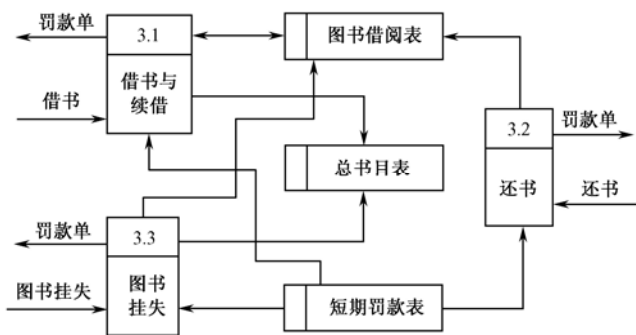 罚款单
3.1
借书与
续借
借书
图书借阅表
3.2
还书
罚款单
还书
总书目表
罚款单
3.3
图书
挂失
图书挂失
短期罚款表